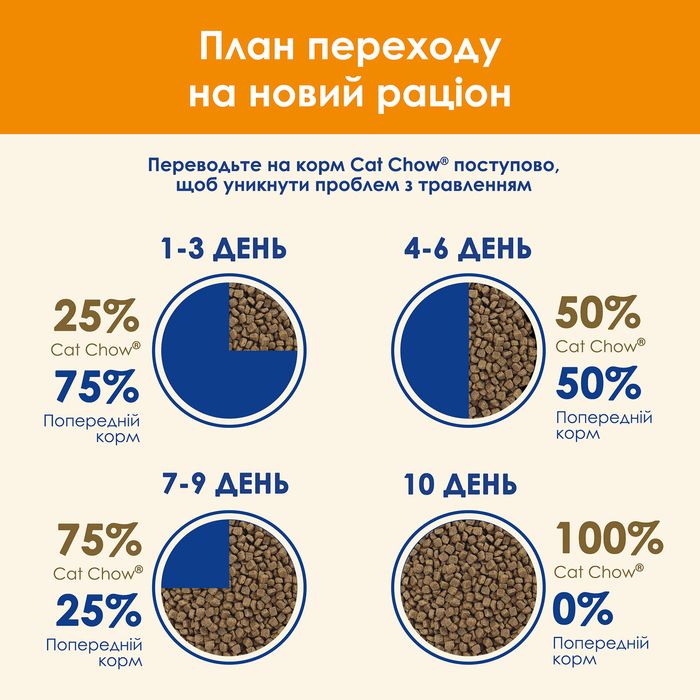 План переходу
на новий раціон
Переводьте на корм Cat Chow® поступово,
щоб уникнути проблем з травленням
1-3 ДЕНЬ
25%
Cat Chow®
75%
Попередній
корм
4-6 ДЕНЬ
50%
Cat Chow®
50%
Попередній
корм
7-9 ДЕНЬ
75%
Cat Chow®
25%
Попередній
корм
10 ДЕНЬ
100%
Cat Chow®
0%
Попередній
корм